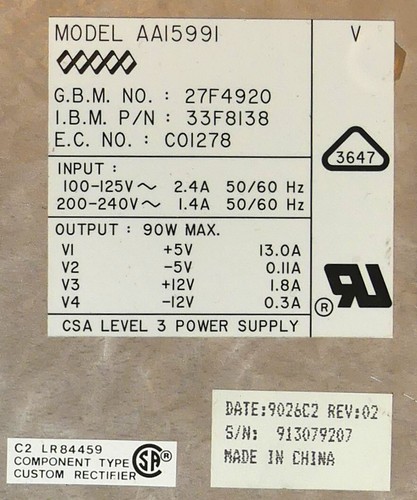 MODEL AA15991
V
G.B.M. NO. : 27F4920
I.B.M. P/N : 33F8138
E.C. NO. : C01278
3647
INPUT :
100-125V～ 2.4A 50/60 Hz
200-240V～ 1.4A 50/60 Hz
OUTPUT : 90W MAX.
V1 +5V 13.0A
V2 -5V 0.11A
V3 +12V 1.8A
V4 -12V 0.3A
® UR
CSA LEVEL 3 POWER SUPPLY
C2 LR84459
COMPONENT TYPE
CUSTOM RECTIFIER
SA ®
DATE:9026C2 REV:02
S/N: 913079207
MADE IN CHINA